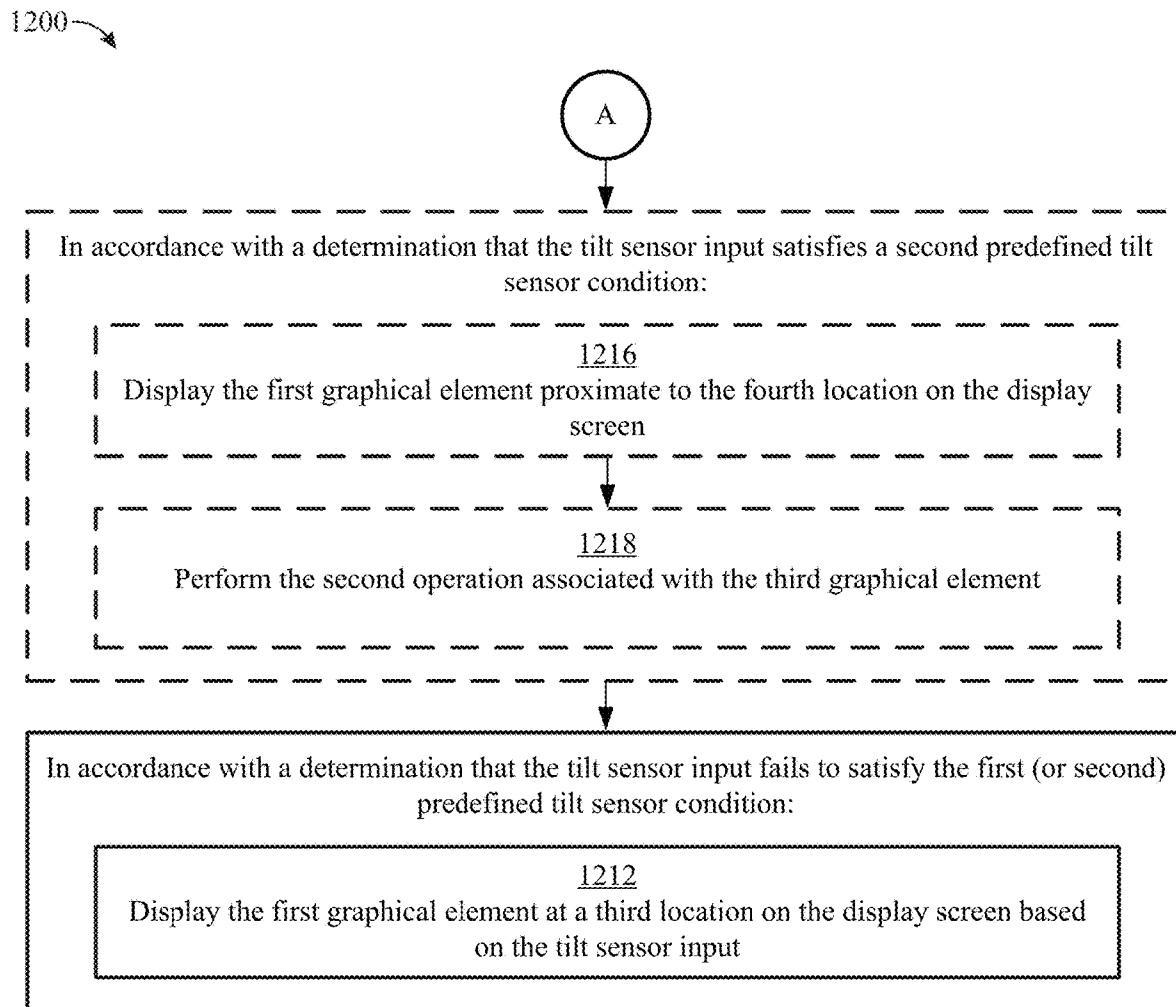 1200
A
In accordance with a determination that the tilt sensor input satisfies a second predefined tilt
sensor condition:
1216
Display the first graphical element proximate to the fourth location on the display
screen
1218
Perform the second operation associated with the third graphical element
In accordance with a determination that the tilt sensor input fails to satisfy the first (or second)
predefined tilt sensor condition:
1212
Display the first graphical element at a third location on the display screen based
on the tilt sensor input